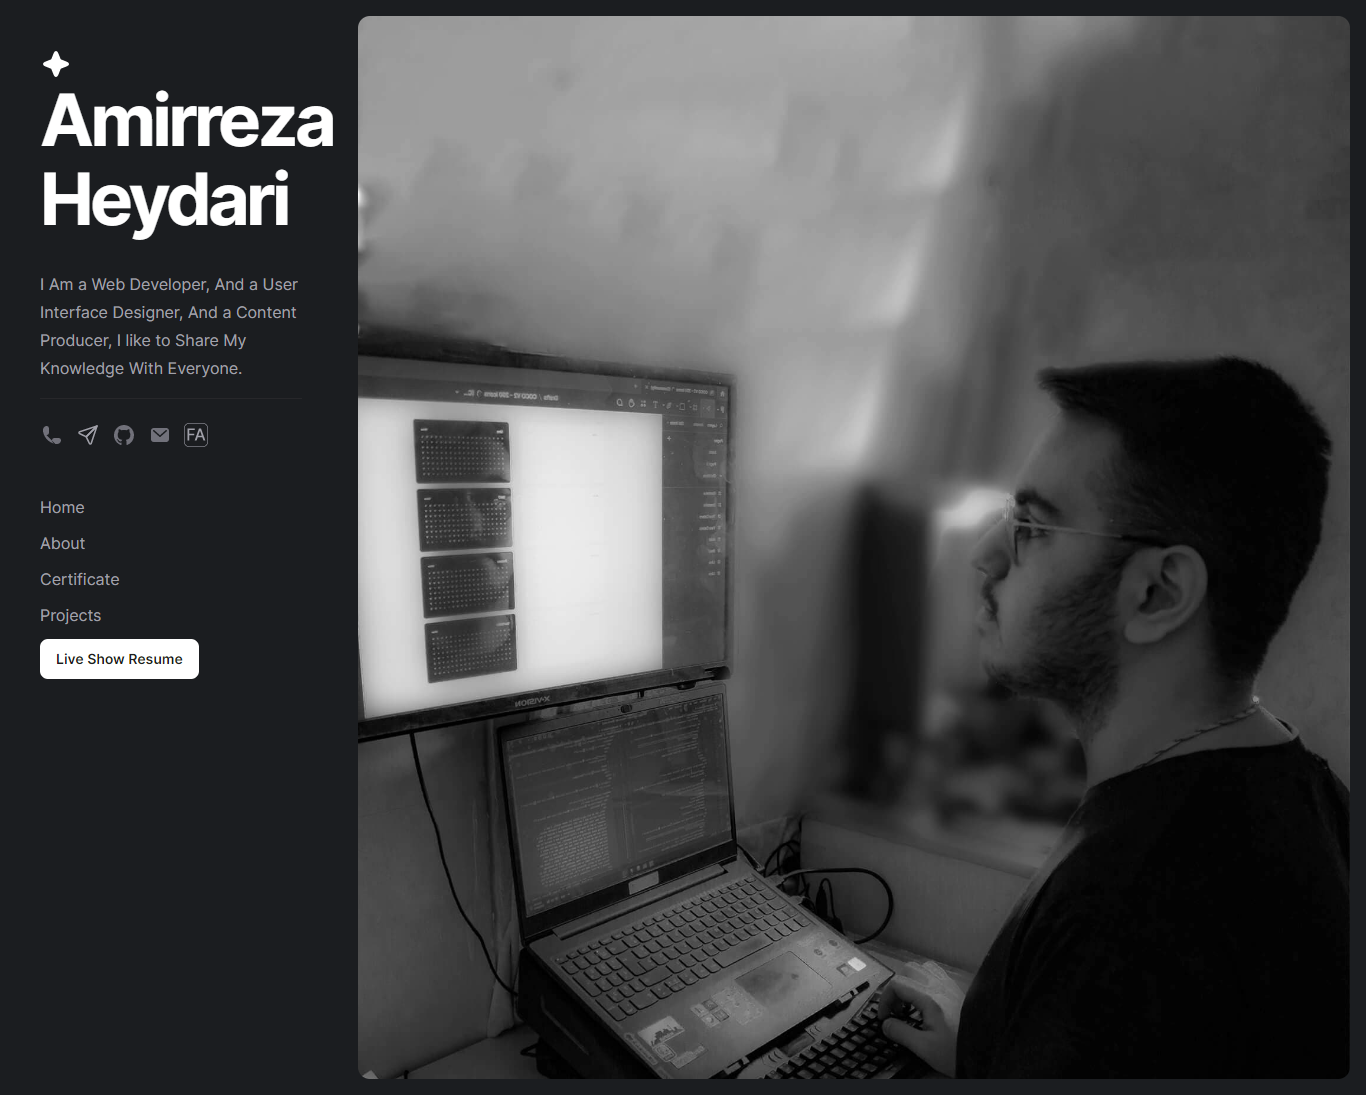 Amirreza
Heydari
I Am a Web Developer, And a User
Interface Designer, And a Content
Producer, I like to Share My
Knowledge With Everyone.
FA
Home
About
Certificate
Projects
Live Show Resume
X-VISION